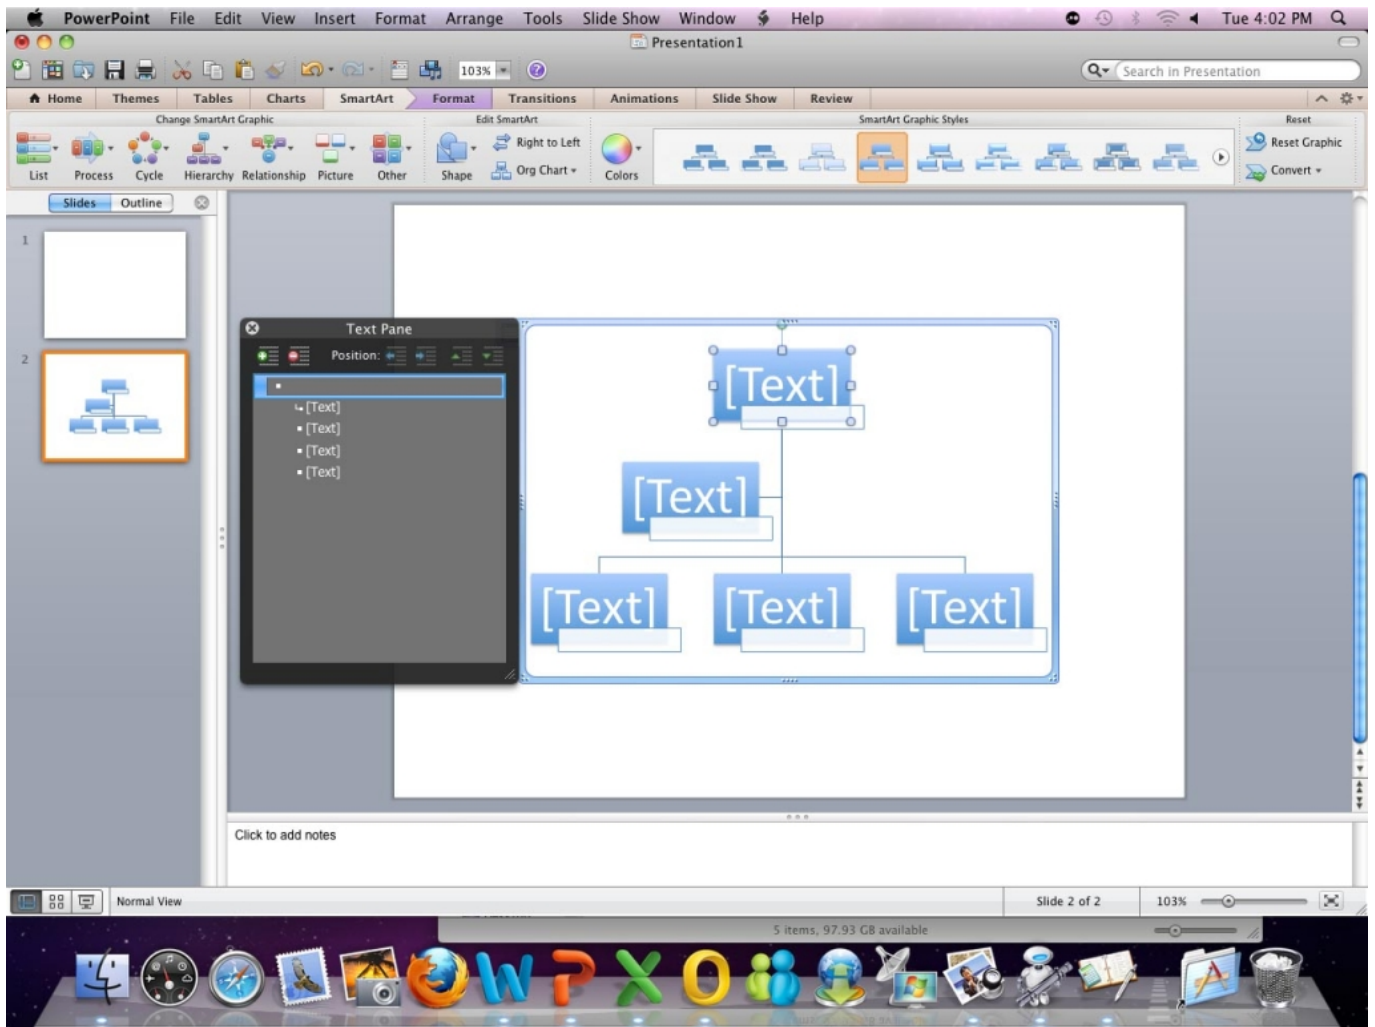 PowerPoint File Edit View Insert Format Arrange Tools Slide Show Window Help Tue 4:02 PM
Presentation1
103% Search in Presentation
Home Themes Tables Charts SmartArt Format Transitions Animations Slide Show Review
Change SmartArt Graphic Edit SmartArt SmartArt Graphic Styles Reset
Right to Left Reset Graphic
Org Chart Convert
List Process Cycle Hierarchy Relationship Picture Other Shape Colors
Slides Outline
1
2
Text Pane
Position:
[Text]
[Text]
[Text]
[Text]
[Text]
[Text]
[Text] [Text] [Text]
Click to add notes
Normal View Slide 2 of 2 103%
5 items, 97.93 GB available